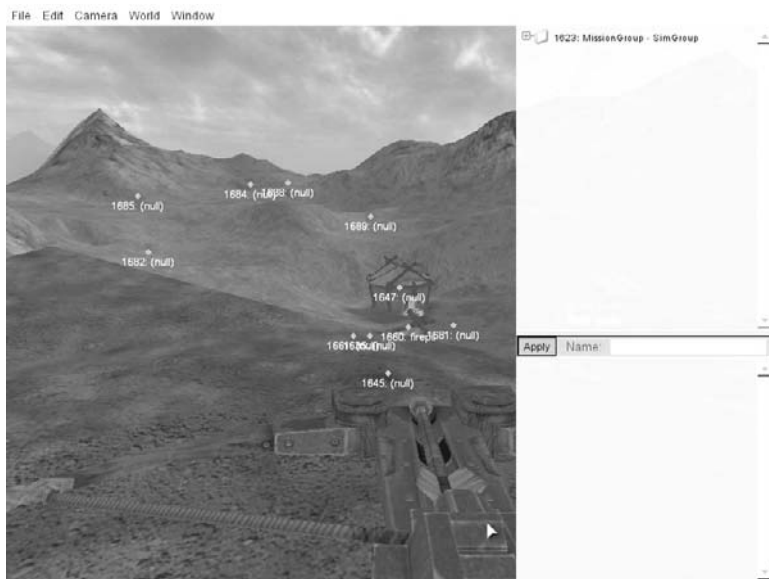 File Edit Camera World Window
1623: MissionGroup - SimGroup
1684: (null)
1685: (null)
1689: (null)
1682: (null)
1647: (null)
1660:
1681: (null)
1645: (null)
Apply Name: